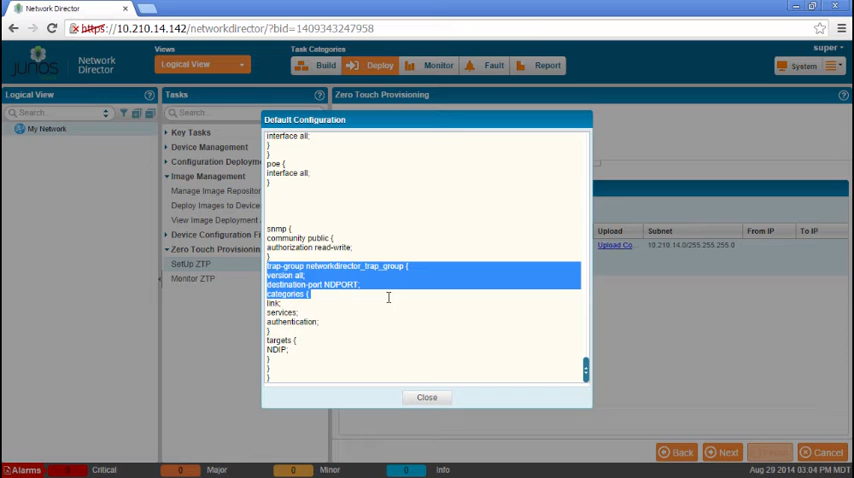 Network Director
https://10.210.14.142/networkdirector/?bid=1409343247958
JUNOS
Network
Director
Views
Logical View
Task Categories
Build
Deploy
Monitor
Fault
Report
super
System
Logical View
Search...
My Network
Tasks
Search...
Key Tasks
Device Management
Configuration Deployme
Image Management
Manage Image Repositor
Deploy Images to Device
View Image Deployment
Device Configuration Fi
Zero Touch Provisionin
SetUp ZTP
Monitor ZTP
Zero Touch Provisioning
Upload
Subnet
From IP
To IP
Upload Co...
10.210.14.0/255.255.255.0
Default Configuration
interface all;
}
}
poe {
interface all;
}
snmp {
community public {
authorization read-write;
}
trap-group networkdirector_trap_group {
version all;
destination-port NDPORT;
categories {
link;
services;
authentication;
}
targets {
NDIP;
}
}
}
Close
Back
Next
Cancel
Alarms
0
Critical
0
Major
0
Minor
0
Info
Aug 29 2014 03:04 PM MDT